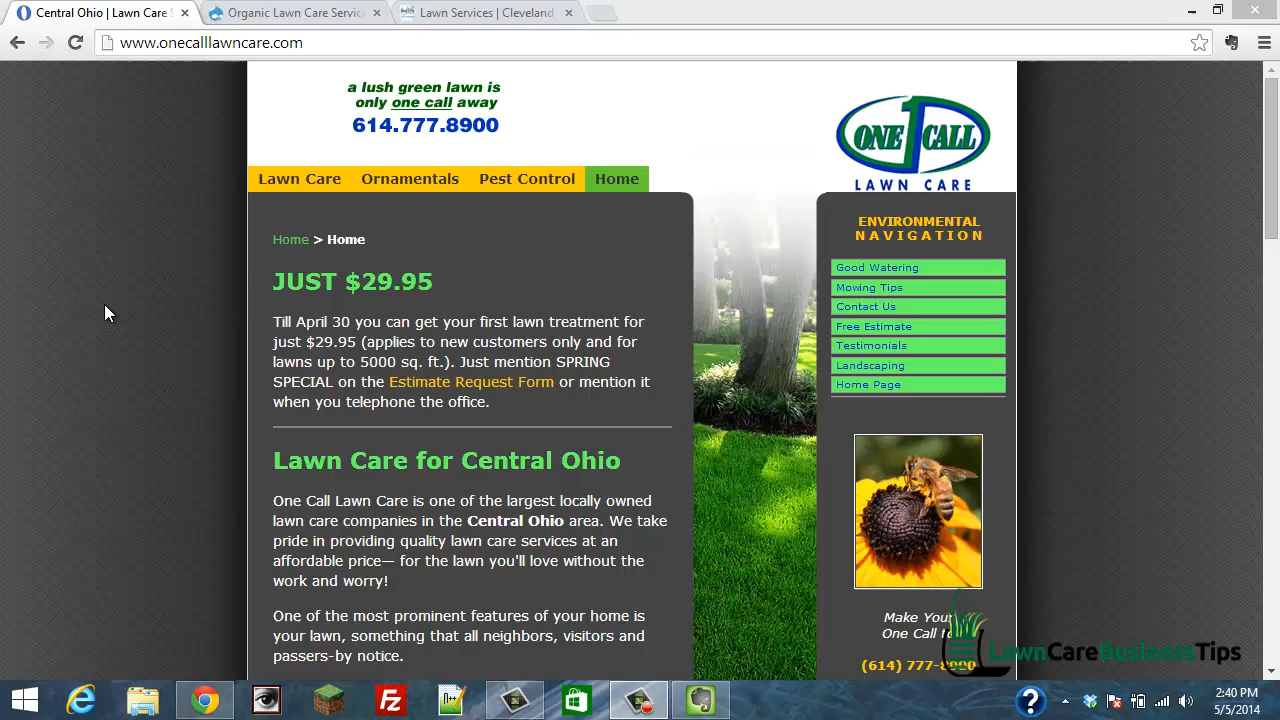 Central Ohio | Lawn Care S
Organic Lawn Care Servic
Lawn Services | Cleveland
www.onecalllawncare.com
a lush green lawn is
only one call away
614.777.8900
ONE 1 CALL
LAWN CARE
Lawn Care Ornamentals Pest Control Home
Home > Home
JUST $29.95
Till April 30 you can get your first lawn treatment for
just $29.95 (applies to new customers only and for
lawns up to 5000 sq. ft.). Just mention SPRING
SPECIAL on the Estimate Request Form or mention it
when you telephone the office.
Lawn Care for Central Ohio
One Call Lawn Care is one of the largest locally owned
lawn care companies in the Central Ohio area. We take
pride in providing quality lawn care services at an
affordable price— for the lawn you'll love without the
work and worry!
One of the most prominent features of your home is
your lawn, something that all neighbors, visitors and
passers-by notice.
ENVIRONMENTAL
NAVIGATION
Good Watering
Mowing Tips
Contact Us
Free Estimate
Testimonials
Landscaping
Home Page
Make You
One Call
(614) 777-8900
LawnCareBusinessTips
2:40 PM
5/5/2014